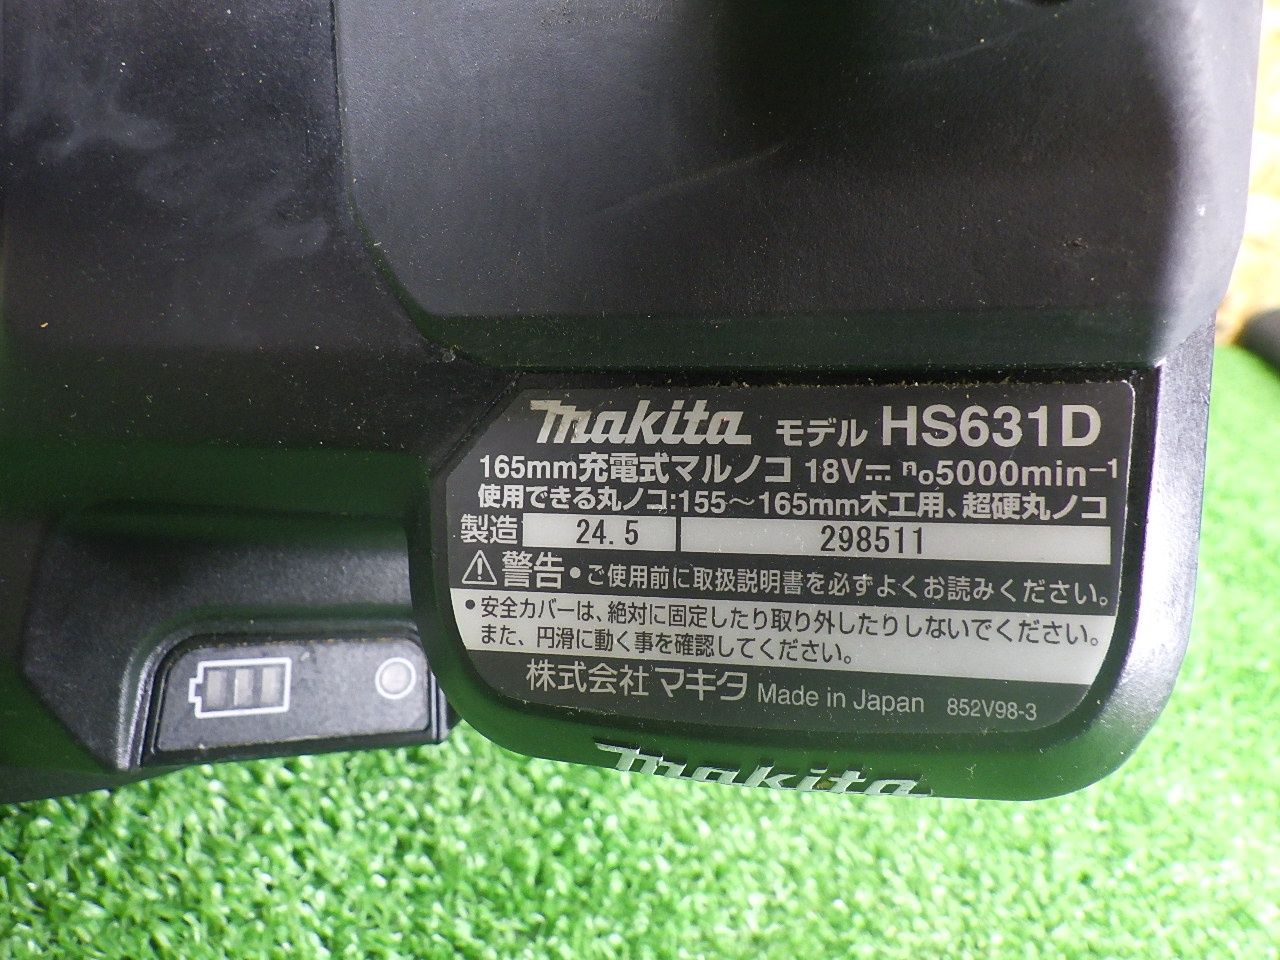 makita モデル HS631D
165mm充電式マルノコ 18V⎓ n₀5000min⁻¹
使用できる丸ノコ:155～165mm木工用、超硬丸ノコ
製造 24.5 298511
⚠警告・ご使用前に取扱説明書を必ずよくお読みください。
・安全カバーは、絶対に固定したり取り外したりしないでください。
また、円滑に動く事を確認してください。
株式会社マキタ Made in Japan 852V98-3
makita